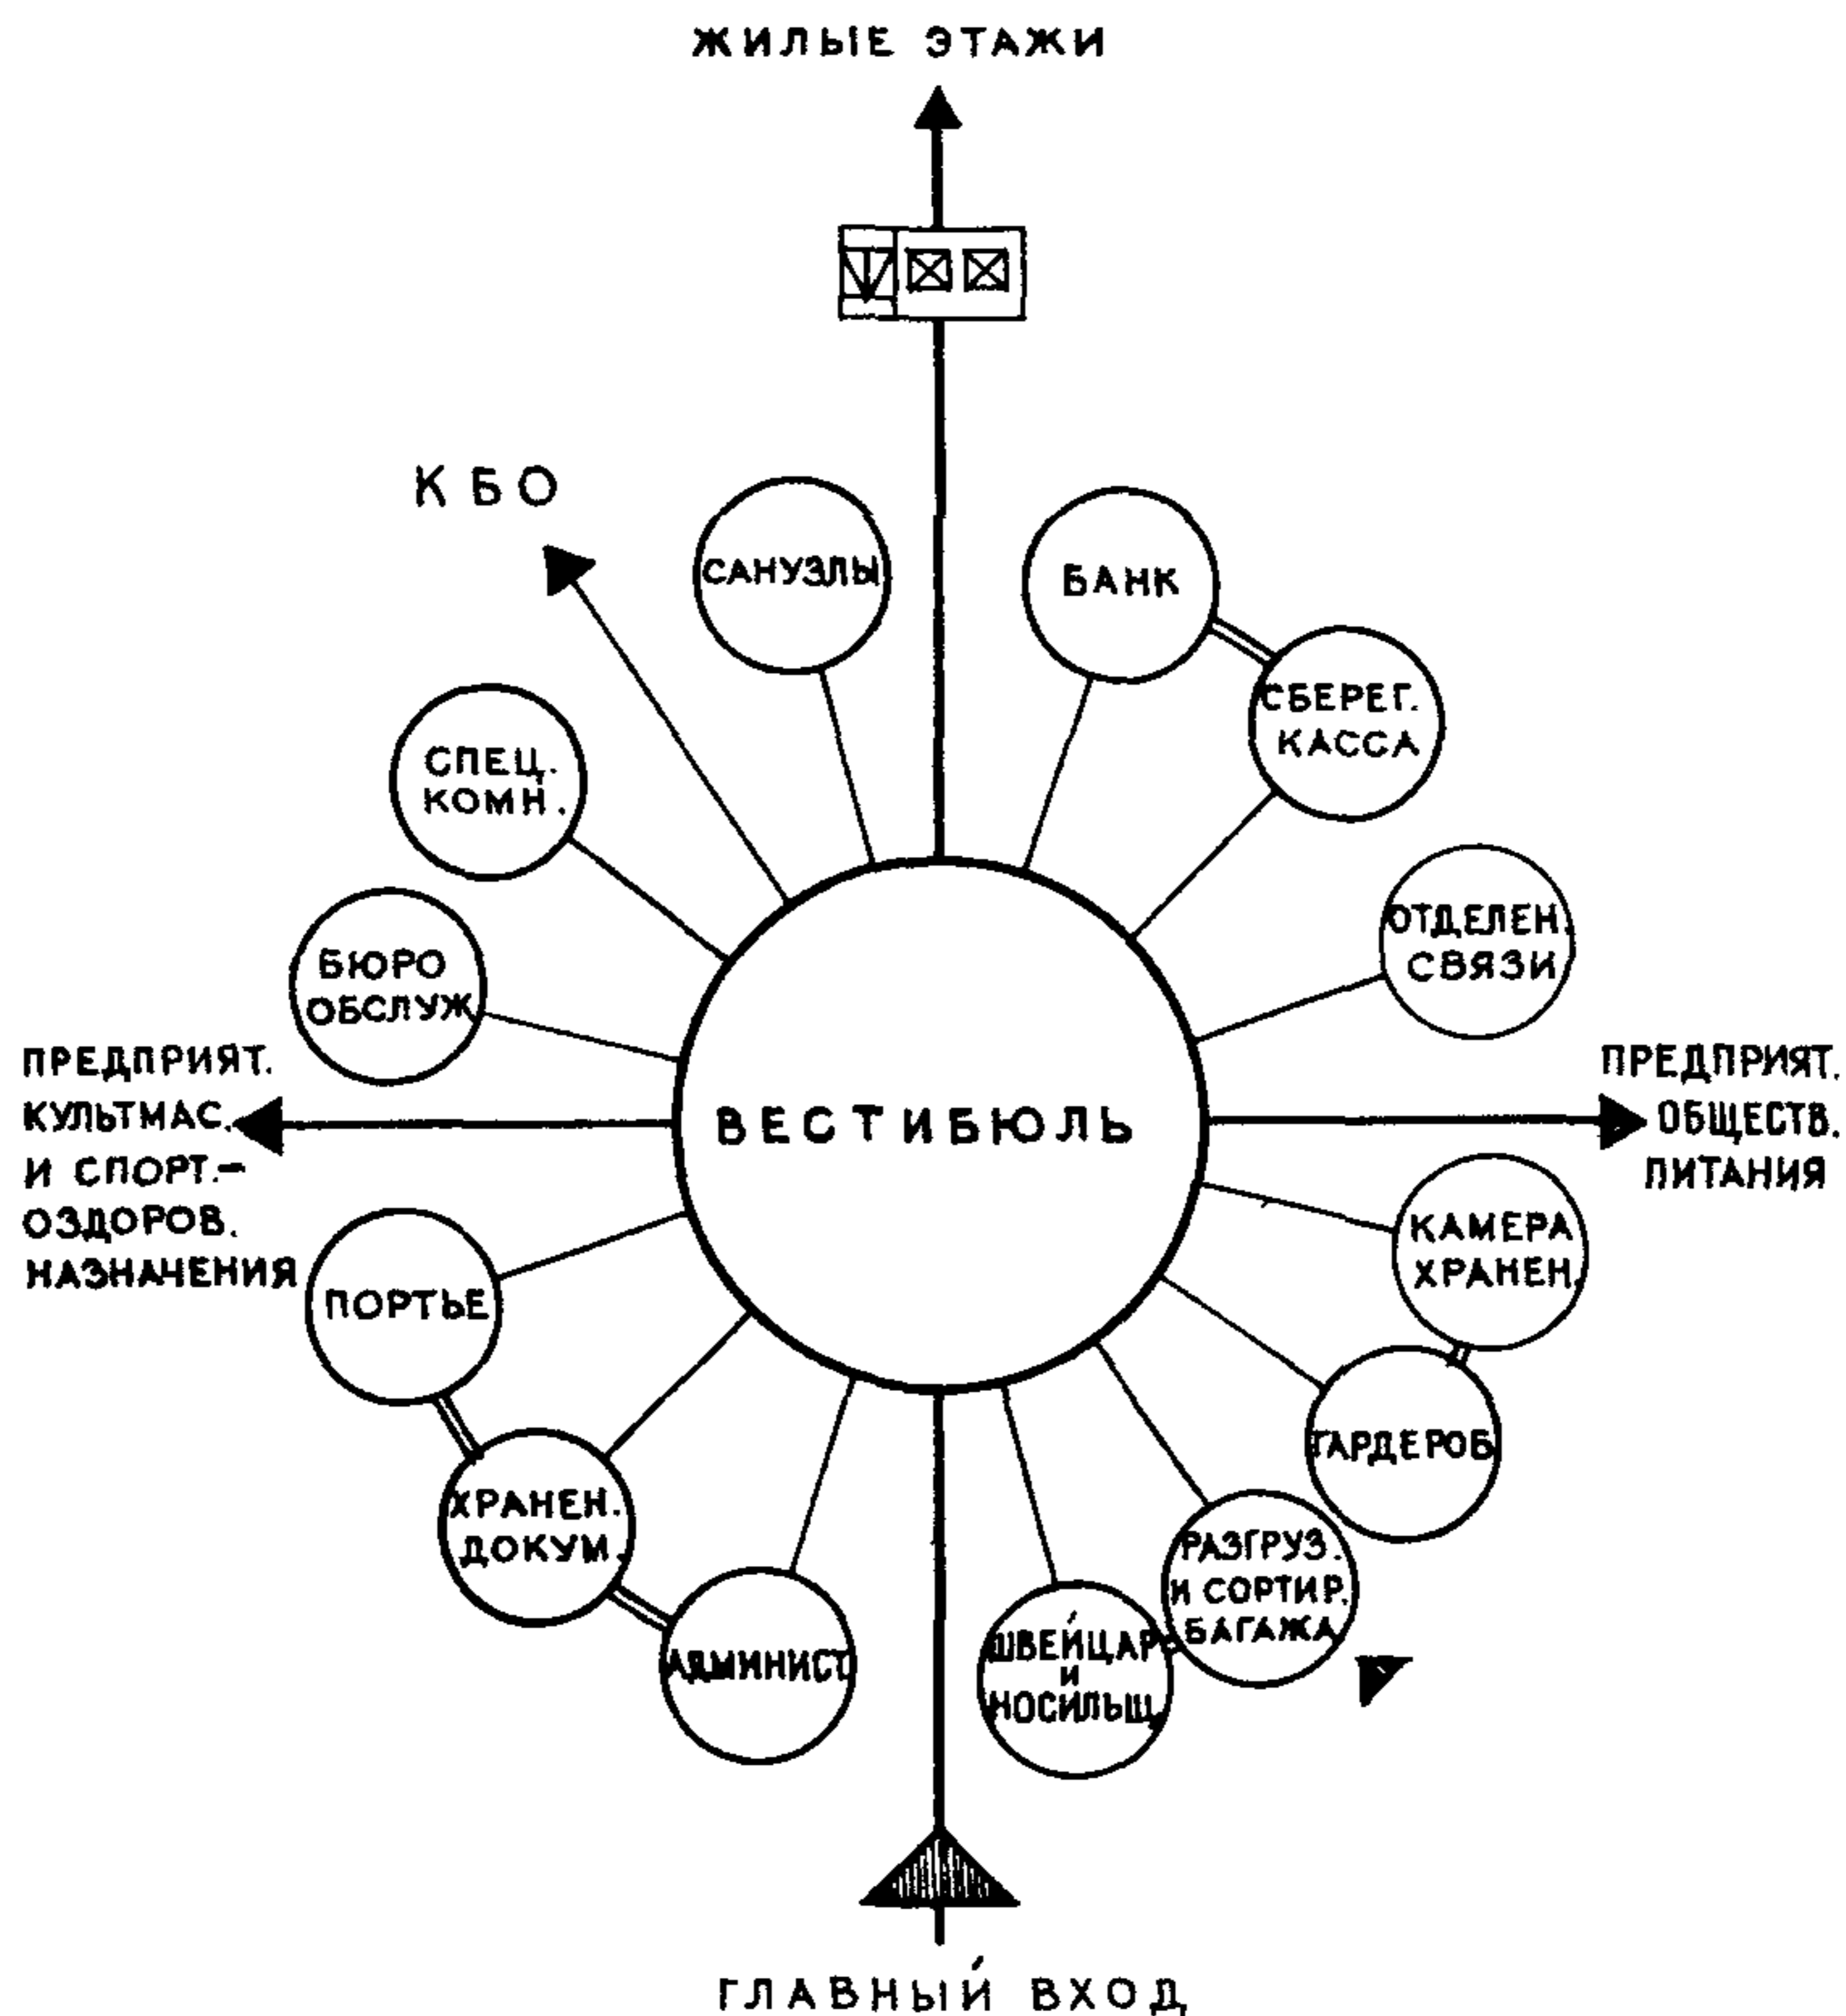 ЖИЛЫЕ ЭТАЖИ
КБО
САНУЗЛЫ
БАНК
СБЕРЕГ.
КАССА
СПЕЦ.
КОМН.
ОТДЕЛЕН.
СВЯЗИ
БЮРО
ОБСЛУЖ.
ПРЕДПРИЯТ.
КУЛЬТМАС.
И СПОРТ.-
ОЗДОРОВ.
НАЗНАЧЕНИЯ
ВЕСТИБЮЛЬ
ПРЕДПРИЯТ.
ОБЩЕСТВ.
ПИТАНИЯ
КАМЕРА
ХРАНЕН.
ПОРТЬЕ
ГАРДЕРОБ
ХРАНЕН.
ДОКУМ.
РАЗГРУЗ.
И СОРТИР.
БАГАЖА
АДМИНИСТ.
ШВЕЙЦАР
И
НОСИЛЬЩ.
ГЛАВНЫЙ ВХОД